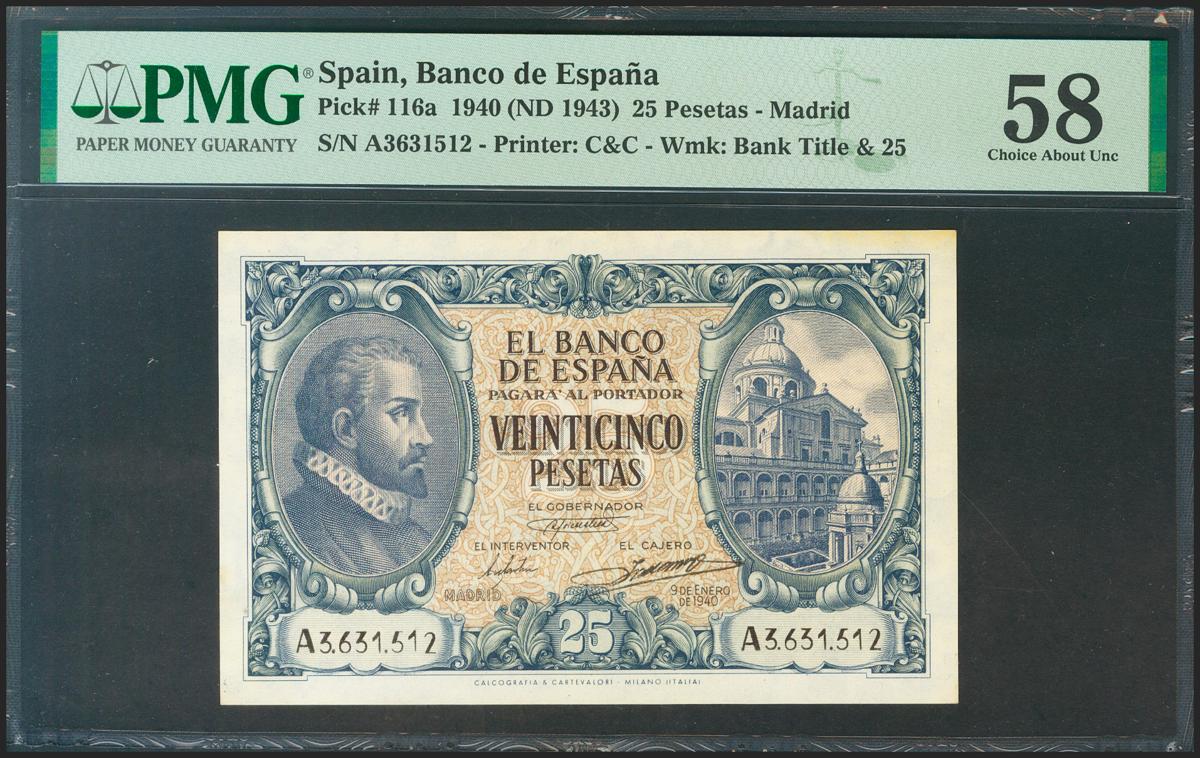 PMG®
PAPER MONEY GUARANTY
Spain, Banco de España
Pick# 116a 1940 (ND 1943) 25 Pesetas - Madrid
S/N A3631512 - Printer: C&C - Wmk: Bank Title & 25
58
Choice About Unc
EL BANCO
DE ESPAÑA
PAGARA' AL PORTADOR
VEINTICINCO
PESETAS
EL GOBERNADOR
EL INTERVENTOR
EL CAJERO
MADRID
9 DE ENERO
DE 1940
A3.631.512
25
A3.631.512
CALCOGRAFIA & CARTEVALORI - MILANO (ITALIA)